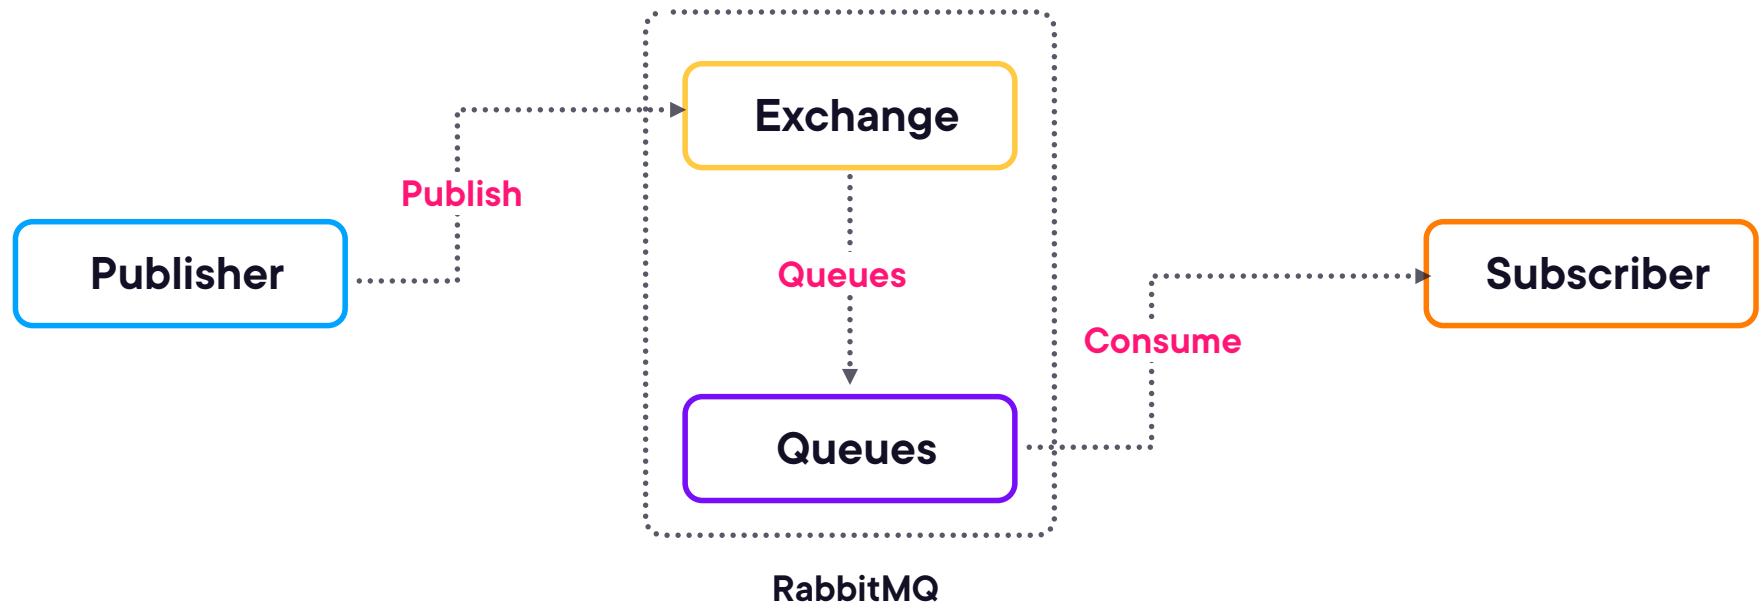 Exchange
Publish
Publisher
Queues
Subscriber
Consume
Queues
RabbitMQ